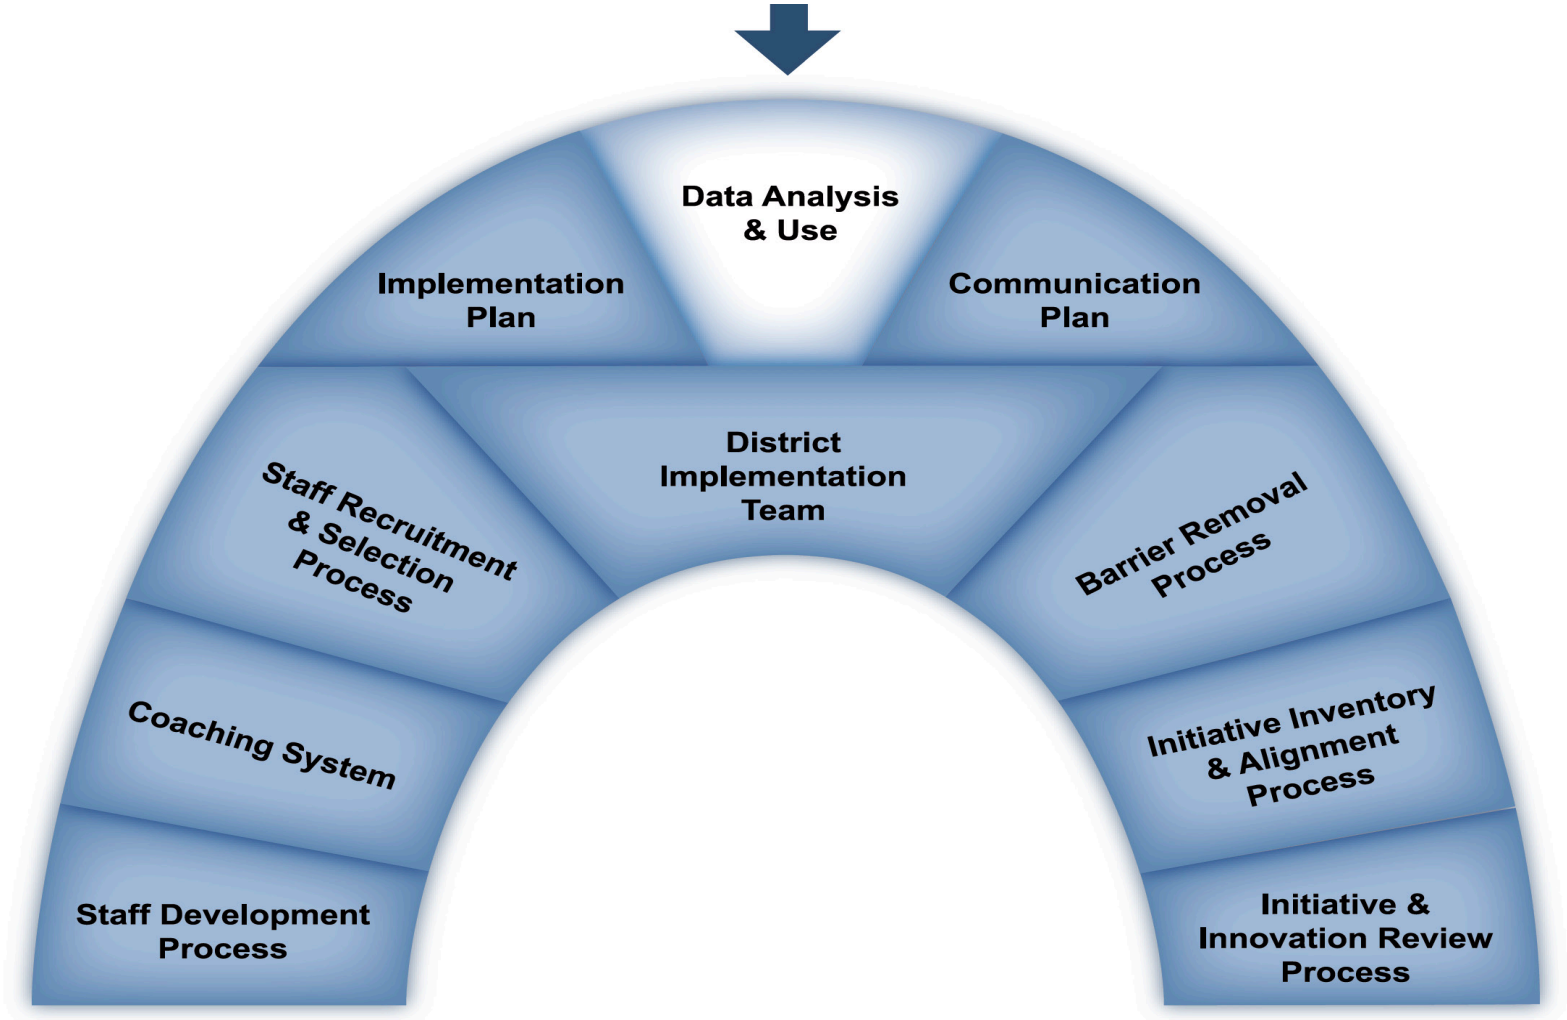 Data Analysis
& Use
Implementation
Plan
Communication
Plan
District
Implementation
Team
Staff Recruitment
& Selection
Process
Barrier Removal
Process
Coaching System
Initiative Inventory
& Alignment
Process
Staff Development
Process
Initiative &
Innovation Review
Process